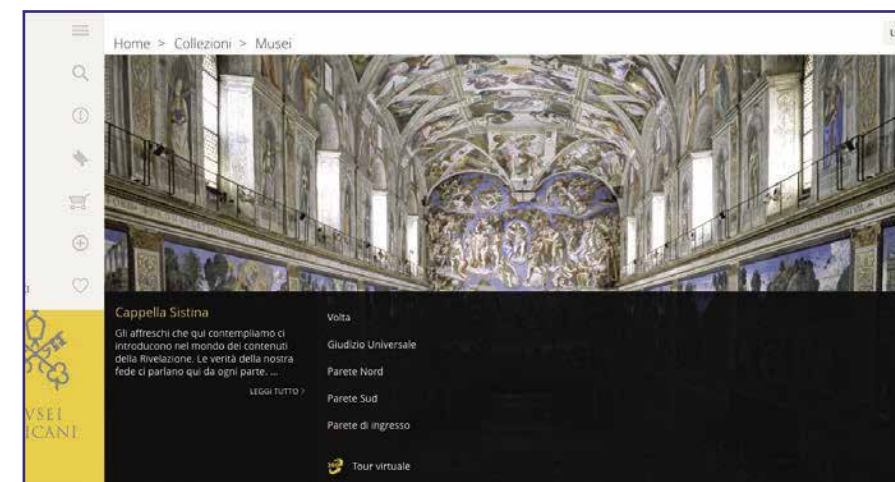 Home > Collezioni > Musei
Cappella Sistina
Gli affreschi che qui contempliamo ci
introducono nel mondo dei contenuti
della Rivelazione. Le verità della nostra
fede ci parlano qui da ogni parte. ...
LEGGI TUTTO >
Volta
Giudizio Universale
Parete Nord
Parete Sud
Parete di ingresso
Tour virtuale
VSEI
ICANI